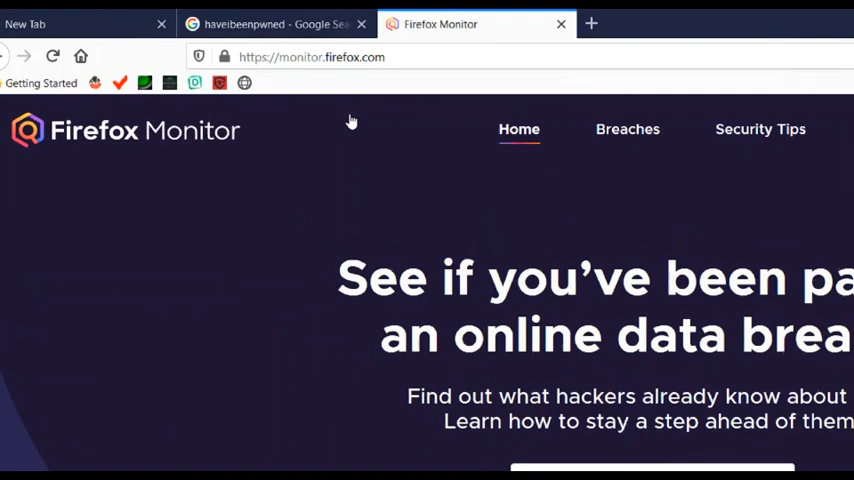 New Tab
haveibeenpwned - Google Sea
Firefox Monitor
https://monitor.firefox.com
Getting Started
Firefox Monitor
Home
Breaches
Security Tips
See if you've been pa
an online data brea
Find out what hackers already know about
Learn how to stay a step ahead of them